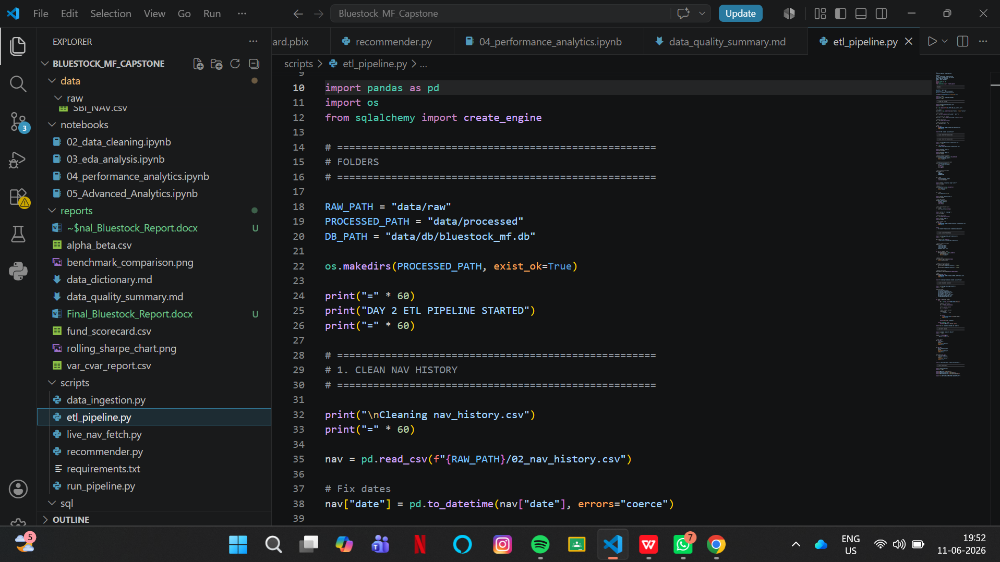 File Edit Selection View Go Run ···
Bluestock_MF_Capstone
Update
EXPLORER
ard.pbix
recommender.py
04_performance_analytics.ipynb
data_quality_summary.md
etl_pipeline.py
BLUESTOCK_MF_CAPSTONE
data
raw
SBI_NAV.csv
notebooks
02_data_cleaning.ipynb
03_eda_analysis.ipynb
04_performance_analytics.ipynb
05_Advanced_Analytics.ipynb
reports
~$nal_Bluestock_Report.docx U
alpha_beta.csv
benchmark_comparison.png
data_dictionary.md
data_quality_summary.md
Final_Bluestock_Report.docx U
fund_scorecard.csv
rolling_sharpe_chart.png
var_cvar_report.csv
scripts
data_ingestion.py
etl_pipeline.py
live_nav_fetch.py
recommender.py
requirements.txt
run_pipeline.py
sql
OUTLINE
3
scripts > etl_pipeline.py > ...
9
10 import pandas as pd
11 import os
12 from sqlalchemy import create_engine
13
14 # =====================================================
15 # FOLDERS
16 # =====================================================
17
18 RAW_PATH = "data/raw"
19 PROCESSED_PATH = "data/processed"
20 DB_PATH = "data/db/bluestock_mf.db"
21
22 os.makedirs(PROCESSED_PATH, exist_ok=True)
23
24 print("=" * 60)
25 print("DAY 2 ETL PIPELINE STARTED")
26 print("=" * 60)
27
28 # =====================================================
29 # 1. CLEAN NAV HISTORY
30 # =====================================================
31
32 print("\nCleaning nav_history.csv")
33 print("=" * 60)
34
35 nav = pd.read_csv(f"{RAW_PATH}/02_nav_history.csv")
36
37 # Fix dates
38 nav["date"] = pd.to_datetime(nav["date"], errors="coerce")
39
5
7
ENG
US
19:52
11-06-2026